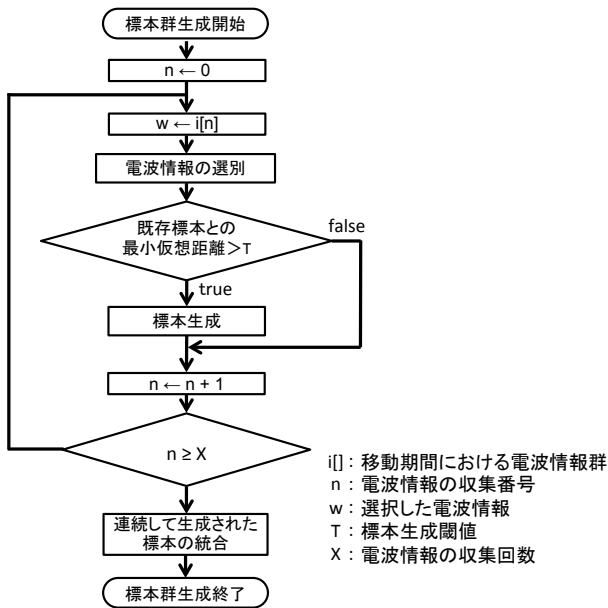 標本群生成開始
n ← 0
w ← i[n]
電波情報の選別
既存標本との
最小仮想距離＞T
false
true
標本生成
n ← n + 1
n ≥ X
連続して生成された
標本の統合
標本群生成終了
i[]： 移動期間における電波情報群
n ： 電波情報の収集番号
w ： 選択した電波情報
T ： 標本生成閾値
X ： 電波情報の収集回数